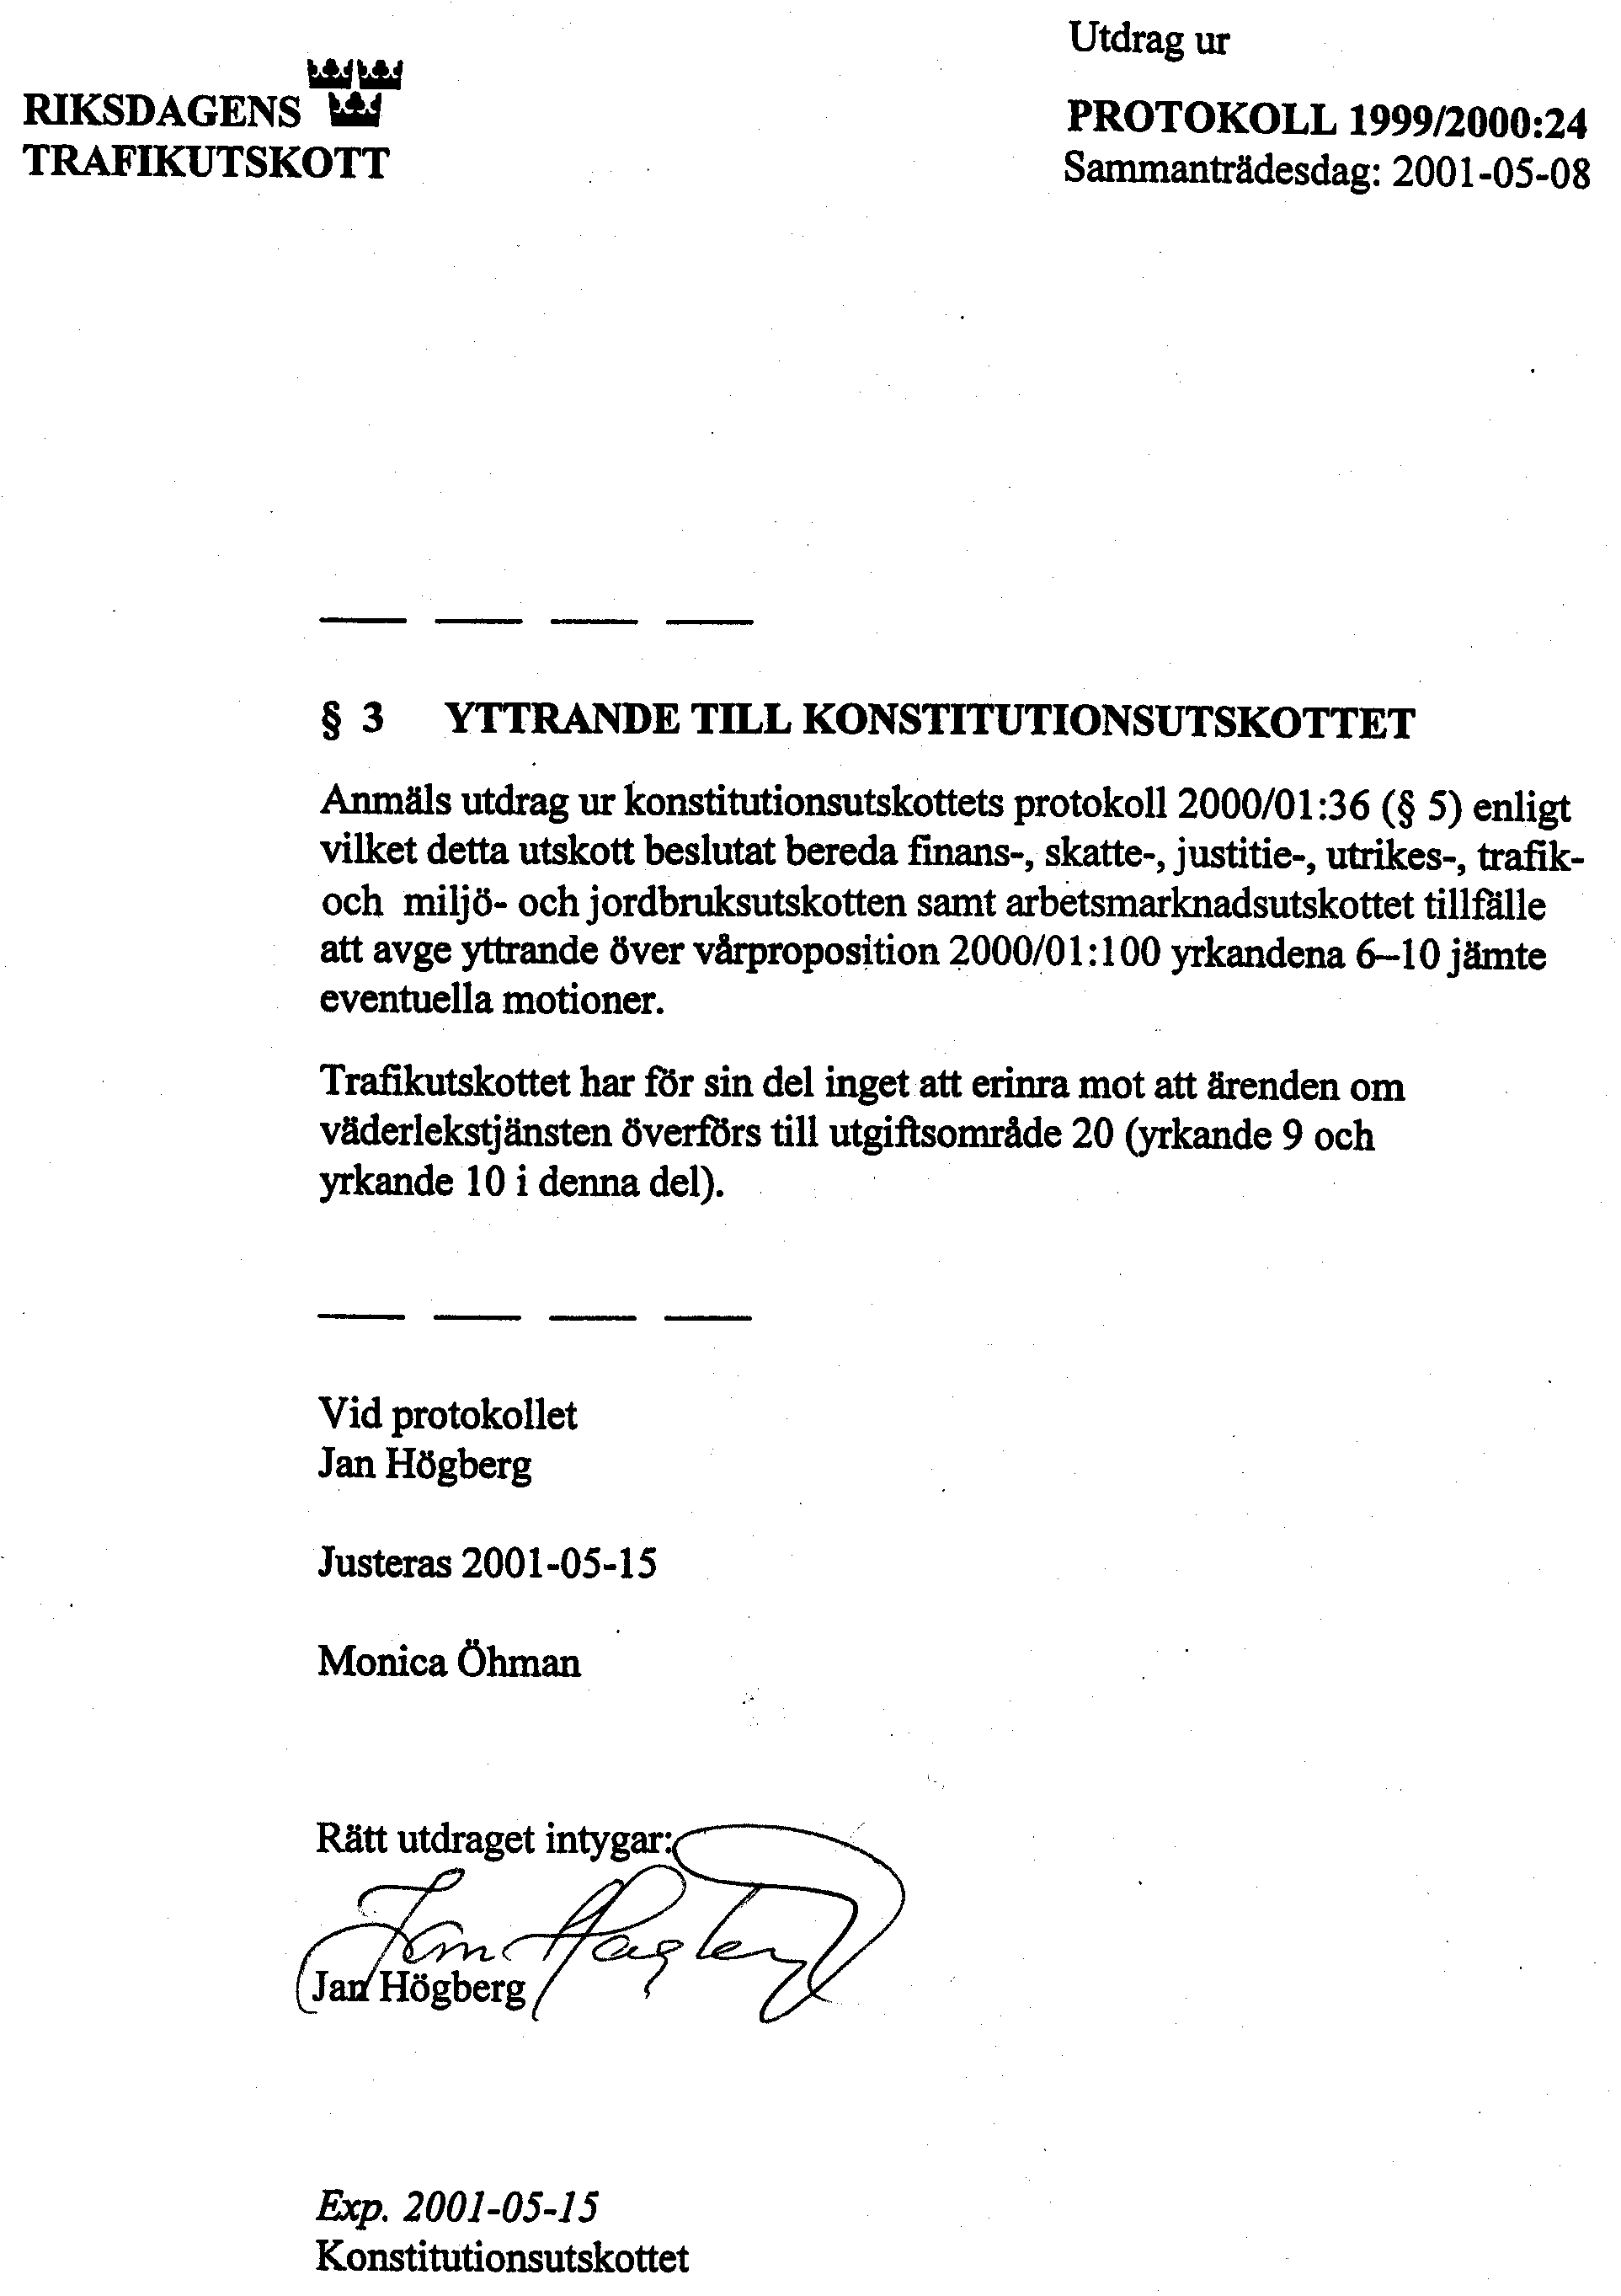 Utdrag ur
RIKSDAGENS
TRAFIKUTSKOTT
PROTOKOLL 1999/2000:24
Sammanträdesdag: 2001-05-08
§ 3 YTTRANDE TILL KONSTITUTIONSUTSKOTTET
Anmäls utdrag ur konstitutionsutskottets protokoll 2000/01:36 (§ 5) enligt
vilket detta utskott beslutat bereda finans-, skatte-, justitie-, utrikes-, trafik-
och miljö- och jordbruksutskotten samt arbetsmarknadsutskottet tillfälle
att avge yttrande över vårproposition 2000/01:100 yrkandena 6–10 jämte
eventuella motioner.
Trafikutskottet har för sin del inget att erinra mot att ärenden om
väderlekstjänsten överförs till utgiftsområde 20 (yrkande 9 och
yrkande 10 i denna del).
Vid protokollet
Jan Högberg
Justeras 2001-05-15
Monica Öhman
Rätt utdraget intygar:
Jan Högberg
Jan Högberg
Exp. 2001-05-15
Konstitutionsutskottet